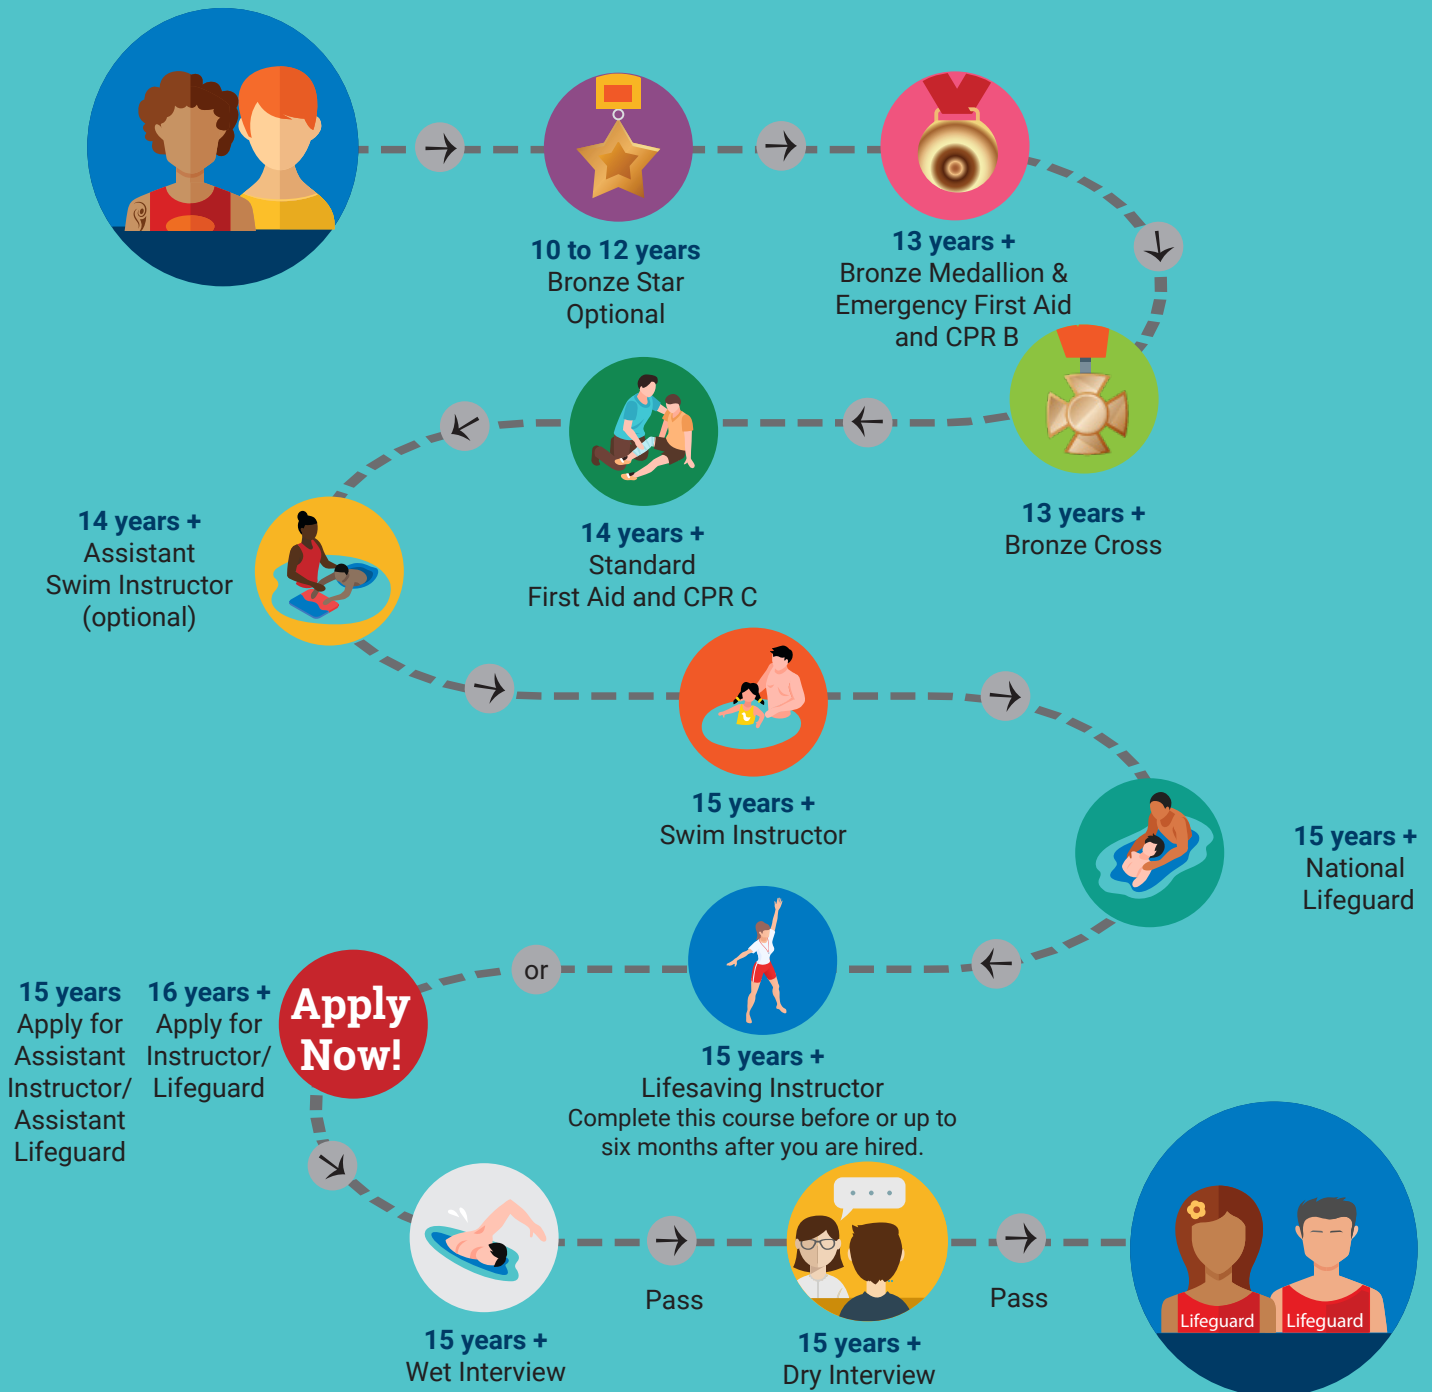 10 to 12 years
Bronze Star
Optional
13 years +
Bronze Medallion &
Emergency First Aid
and CPR B
13 years +
Bronze Cross
14 years +
Standard
First Aid and CPR C
14 years +
Assistant
Swim Instructor
(optional)
15 years +
Swim Instructor
15 years +
National
Lifeguard
15 years +
Lifesaving Instructor
Complete this course before or up to
six months after you are hired.
or
Apply
Now!
15 years
Apply for
Assistant
Instructor/
Assistant
Lifeguard
16 years +
Apply for
Instructor/
Lifeguard
15 years +
Wet Interview
Pass
15 years +
Dry Interview
Pass
Lifeguard
Lifeguard